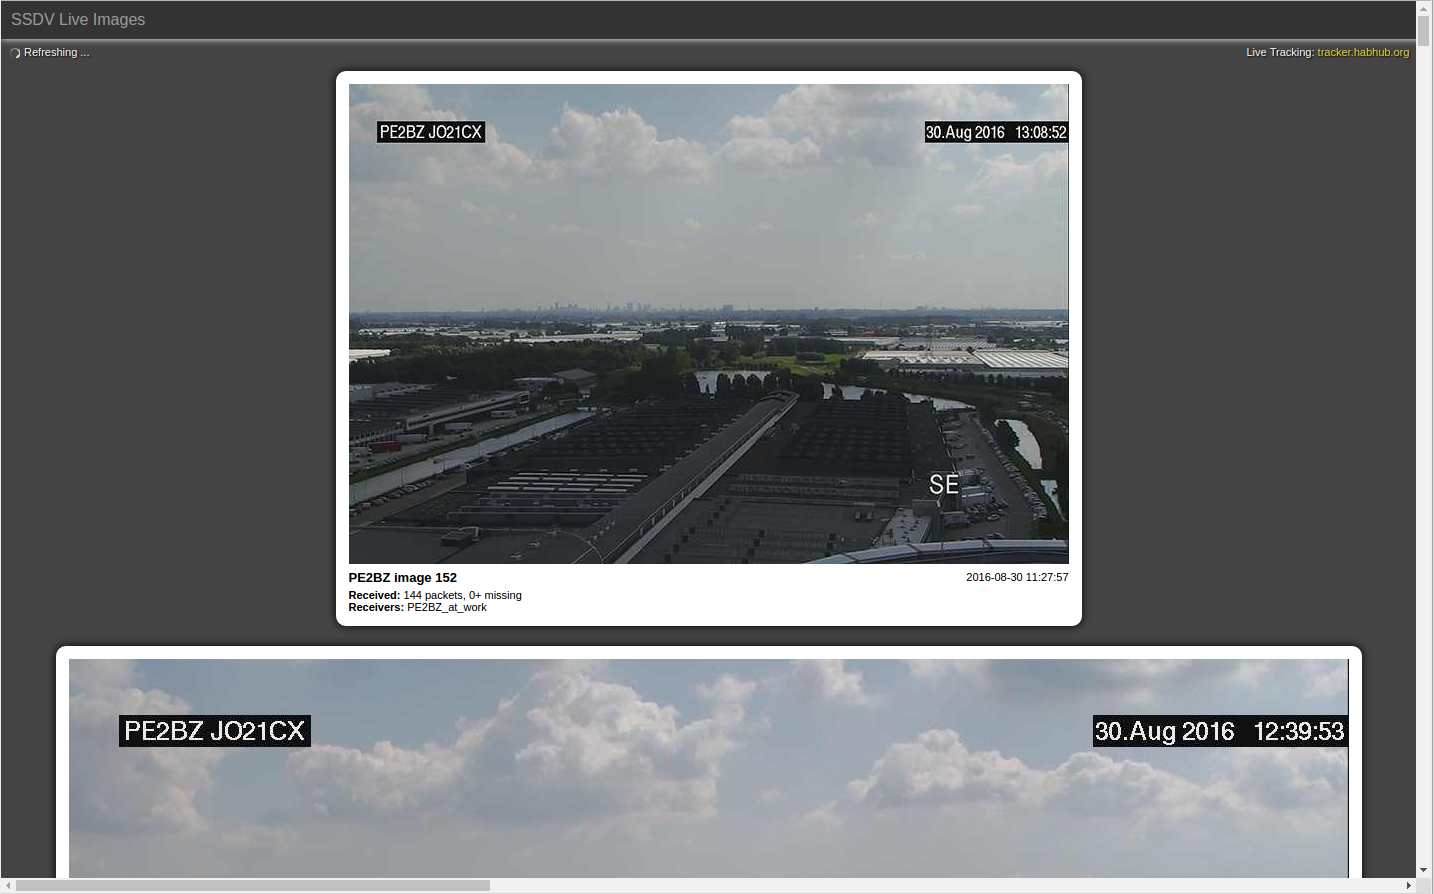 SSDV Live Images
Refreshing ...
Live Tracking: tracker.habhub.org
PE2BZ JO21CX
30.Aug 2016 13:08:52
SE
PE2BZ image 152
2016-08-30 11:27:57
Received: 144 packets, 0+ missing
Receivers: PE2BZ_at_work
PE2BZ JO21CX
30.Aug 2016 12:39:53